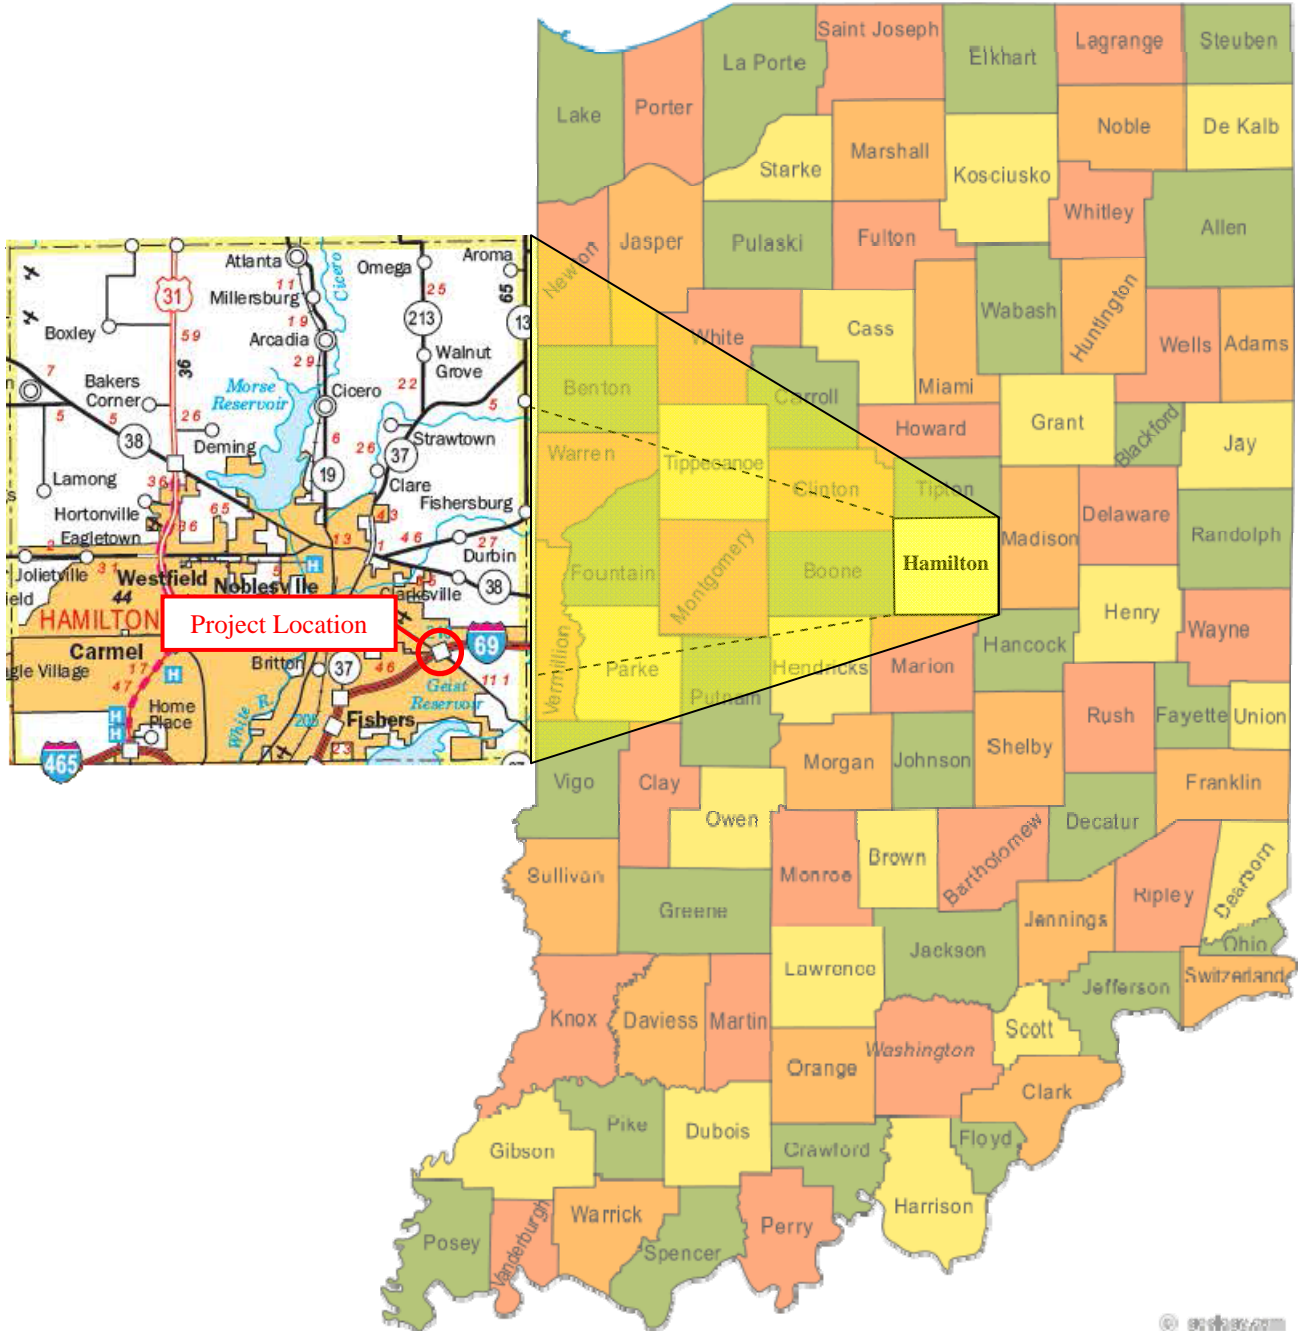 Saint Joseph
Elkhart
Lagrange
Steuben
La Porte
Lake
Porter
Noble
De Kalb
Starke
Marshall
Kosciusko
Whitley
Allen
Jasper
Pulaski
Fulton
Newton
White
Cass
Wabash
Huntington
Wells
Adams
Miami
Benton
Carroll
Howard
Grant
Blackford
Jay
Warren
Tippecanoe
Clinton
Tipton
Delaware
Randolph
Madison
Fountain
Montgomery
Boone
Hamilton
Henry
Wayne
Hancock
Vermillion
Parke
Putnam
Hendricks
Marion
Rush
Fayette
Union
Shelby
Morgan
Johnson
Vigo
Clay
Franklin
Owen
Decatur
Brown
Bartholomew
Monroe
Sullivan
Greene
Ripley
Dearborn
Jennings
Ohio
Jackson
Lawrence
Switzerland
Jefferson
Knox
Daviess
Martin
Scott
Washington
Orange
Clark
Pike
Dubois
Crawford
Floyd
Gibson
Harrison
Perry
Warrick
Spencer
Posey
Vanderburgh
Atlanta
Omega
Aroma
Cicero
11
Millersburg
25
65
31
213
13
19
Boxley
59
Arcadia
36
29
Walnut
Grove
7
Bakers
Corner
Morse
Reservoir
Cicero
22
5
5
26
5
38
Deming
6
26
Strawtown
37
Lamong
36
19
Clare
Hortonville
65
43
Fishersburg
36
Eagletown
13
46
27
2
1
Durbin
Jolietville
31
Westfield
5
H
Noblesville
38
44
Clarksville
HAMILTON
Project Location
69
Carmel
Britton
37
46
17
H
gle Village
47
Geist
Reservoir
111
Home
Place
H
H
White R.
205
Fishers
23
465